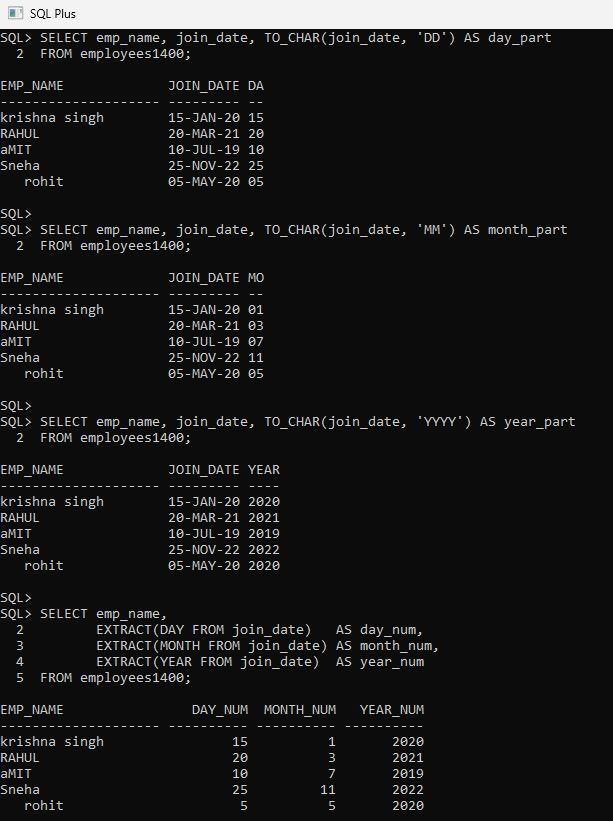 SQL Plus
SQL> SELECT emp_name, join_date, TO_CHAR(join_date, 'DD') AS day_part
  2  FROM employees1400;
EMP_NAME             JOIN_DATE DA
-------------------- --------- --
krishna singh        15-JAN-20 15
RAHUL                20-MAR-21 20
aMIT                 10-JUL-19 10
Sneha                25-NOV-22 25
   rohit             05-MAY-20 05
SQL>
SQL> SELECT emp_name, join_date, TO_CHAR(join_date, 'MM') AS month_part
  2  FROM employees1400;
EMP_NAME             JOIN_DATE MO
-------------------- --------- --
krishna singh        15-JAN-20 01
RAHUL                20-MAR-21 03
aMIT                 10-JUL-19 07
Sneha                25-NOV-22 11
   rohit             05-MAY-20 05
SQL>
SQL> SELECT emp_name, join_date, TO_CHAR(join_date, 'YYYY') AS year_part
  2  FROM employees1400;
EMP_NAME             JOIN_DATE YEAR
-------------------- --------- ----
krishna singh        15-JAN-20 2020
RAHUL                20-MAR-21 2021
aMIT                 10-JUL-19 2019
Sneha                25-NOV-22 2022
   rohit             05-MAY-20 2020
SQL>
SQL> SELECT emp_name,
  2         EXTRACT(DAY FROM join_date)   AS day_num,
  3         EXTRACT(MONTH FROM join_date) AS month_num,
  4         EXTRACT(YEAR FROM join_date)  AS year_num
  5  FROM employees1400;
EMP_NAME                DAY_NUM  MONTH_NUM   YEAR_NUM
-------------------- ---------- ---------- ----------
krishna singh                15          1       2020
RAHUL                        20          3       2021
aMIT                         10          7       2019
Sneha                        25         11       2022
   rohit                      5          5       2020